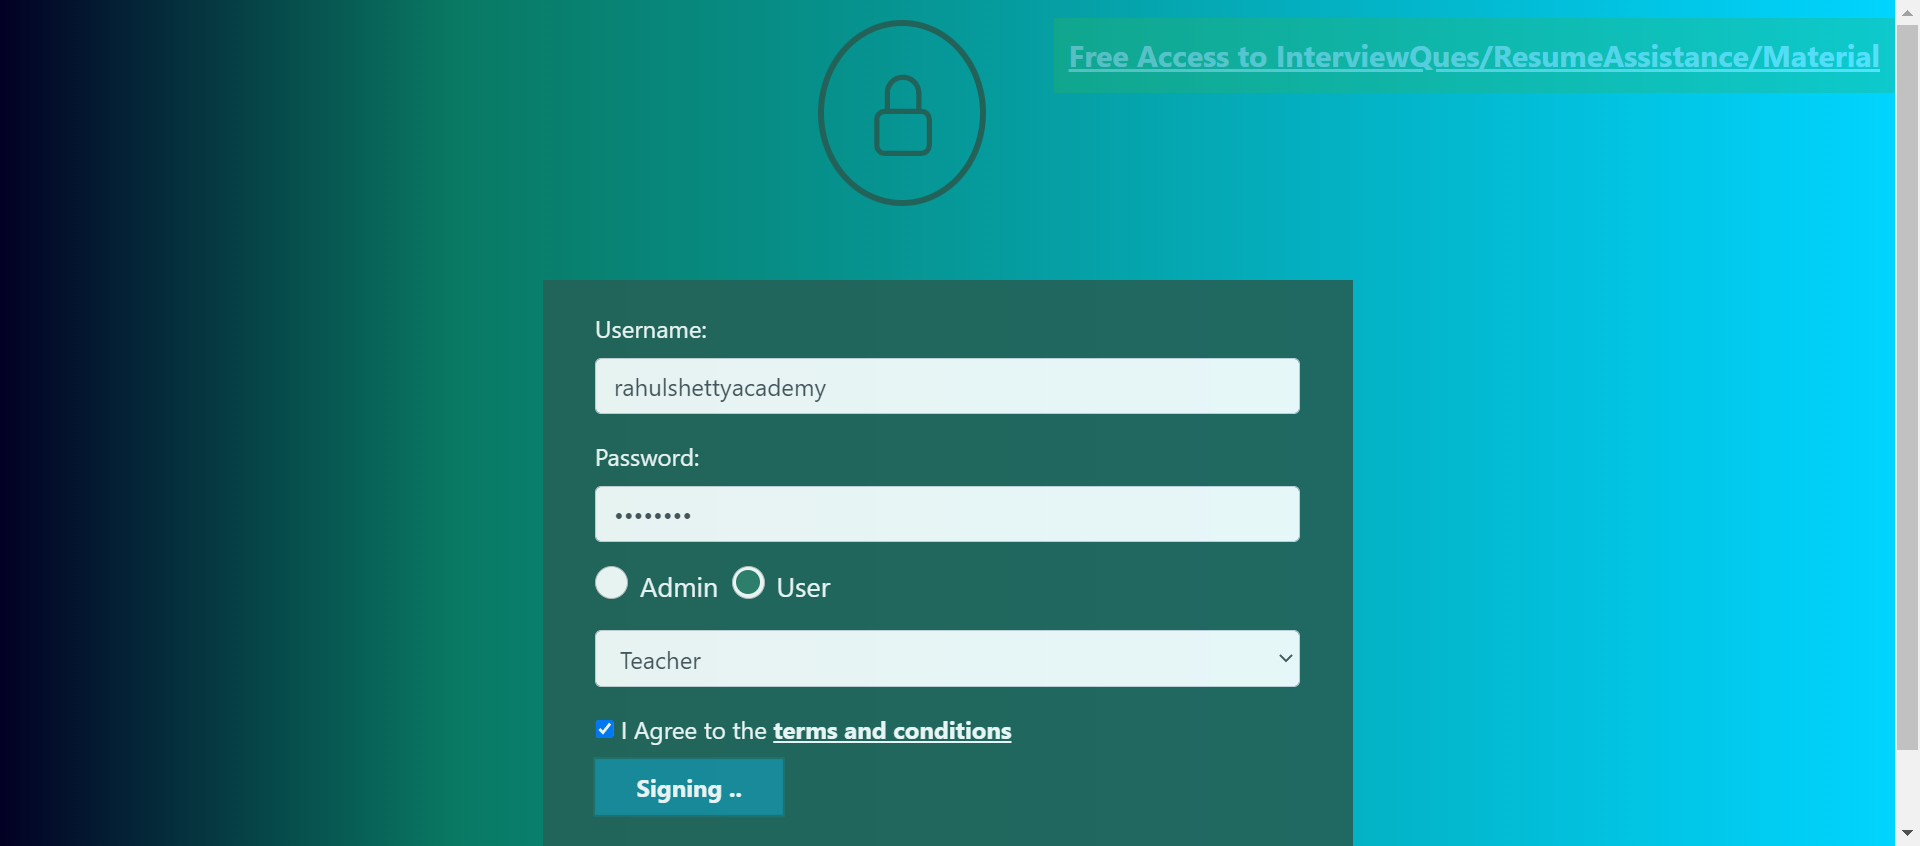 Free Access to InterviewQues/ResumeAssistance/Material
Username:
rahulshettyacademy
Password:
••••••••
Admin User
Teacher
I Agree to the terms and conditions
Signing ..